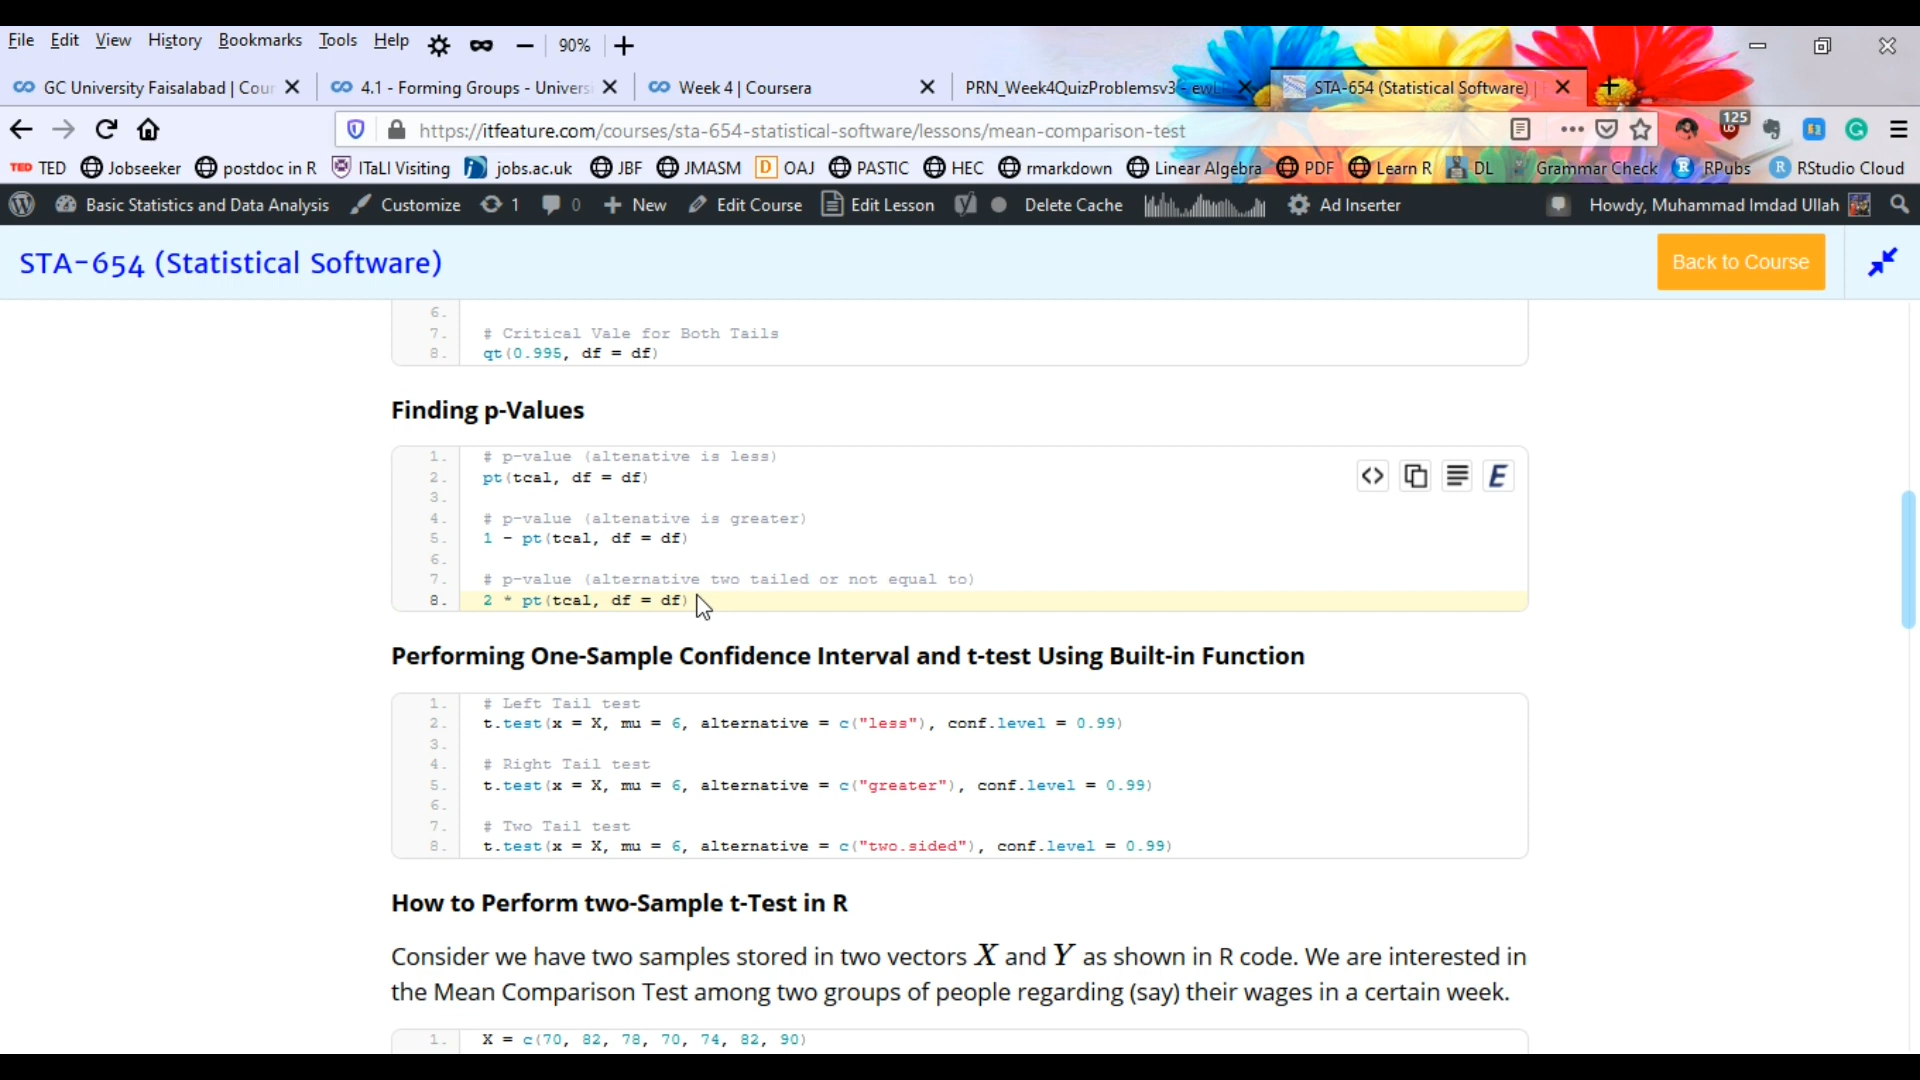 File Edit View History Bookmarks Tools Help 90%
GC University Faisalabad | Cour 4.1 - Forming Groups - Univers Week 4 | Coursera PRN_Week4QuizProblemsv3 - ewL STA-654 (Statistical Software) |
https://itfeature.com/courses/sta-654-statistical-software/lessons/mean-comparison-test 125
TED TED Jobseeker postdoc in R ITaLI Visiting jobs.ac.uk JBF JMASM D OAJ PASTIC HEC rmarkdown Linear Algebra PDF Learn R DL Grammar Check R RPubs R RStudio Cloud
Basic Statistics and Data Analysis Customize 1 0 New Edit Course Edit Lesson Delete Cache Ad Inserter Howdy, Muhammad Imdad Ullah
STA-654 (Statistical Software) Back to Course
6.
7. # Critical Vale for Both Tails
8. qt(0.995, df = df)
Finding p-Values
1. # p-value (altenative is less)
2. pt(tcal, df = df)
3.
4. # p-value (altenative is greater)
5. 1 - pt(tcal, df = df)
6.
7. # p-value (alternative two tailed or not equal to)
8. 2 * pt(tcal, df = df)
Performing One-Sample Confidence Interval and t-test Using Built-in Function
1. # Left Tail test
2. t.test(x = X, mu = 6, alternative = c("less"), conf.level = 0.99)
3.
4. # Right Tail test
5. t.test(x = X, mu = 6, alternative = c("greater"), conf.level = 0.99)
6.
7. # Two Tail test
8. t.test(x = X, mu = 6, alternative = c("two.sided"), conf.level = 0.99)
How to Perform two-Sample t-Test in R
Consider we have two samples stored in two vectors X and Y as shown in R code. We are interested in
the Mean Comparison Test among two groups of people regarding (say) their wages in a certain week.
1. X = c(70, 82, 78, 70, 74, 82, 90)